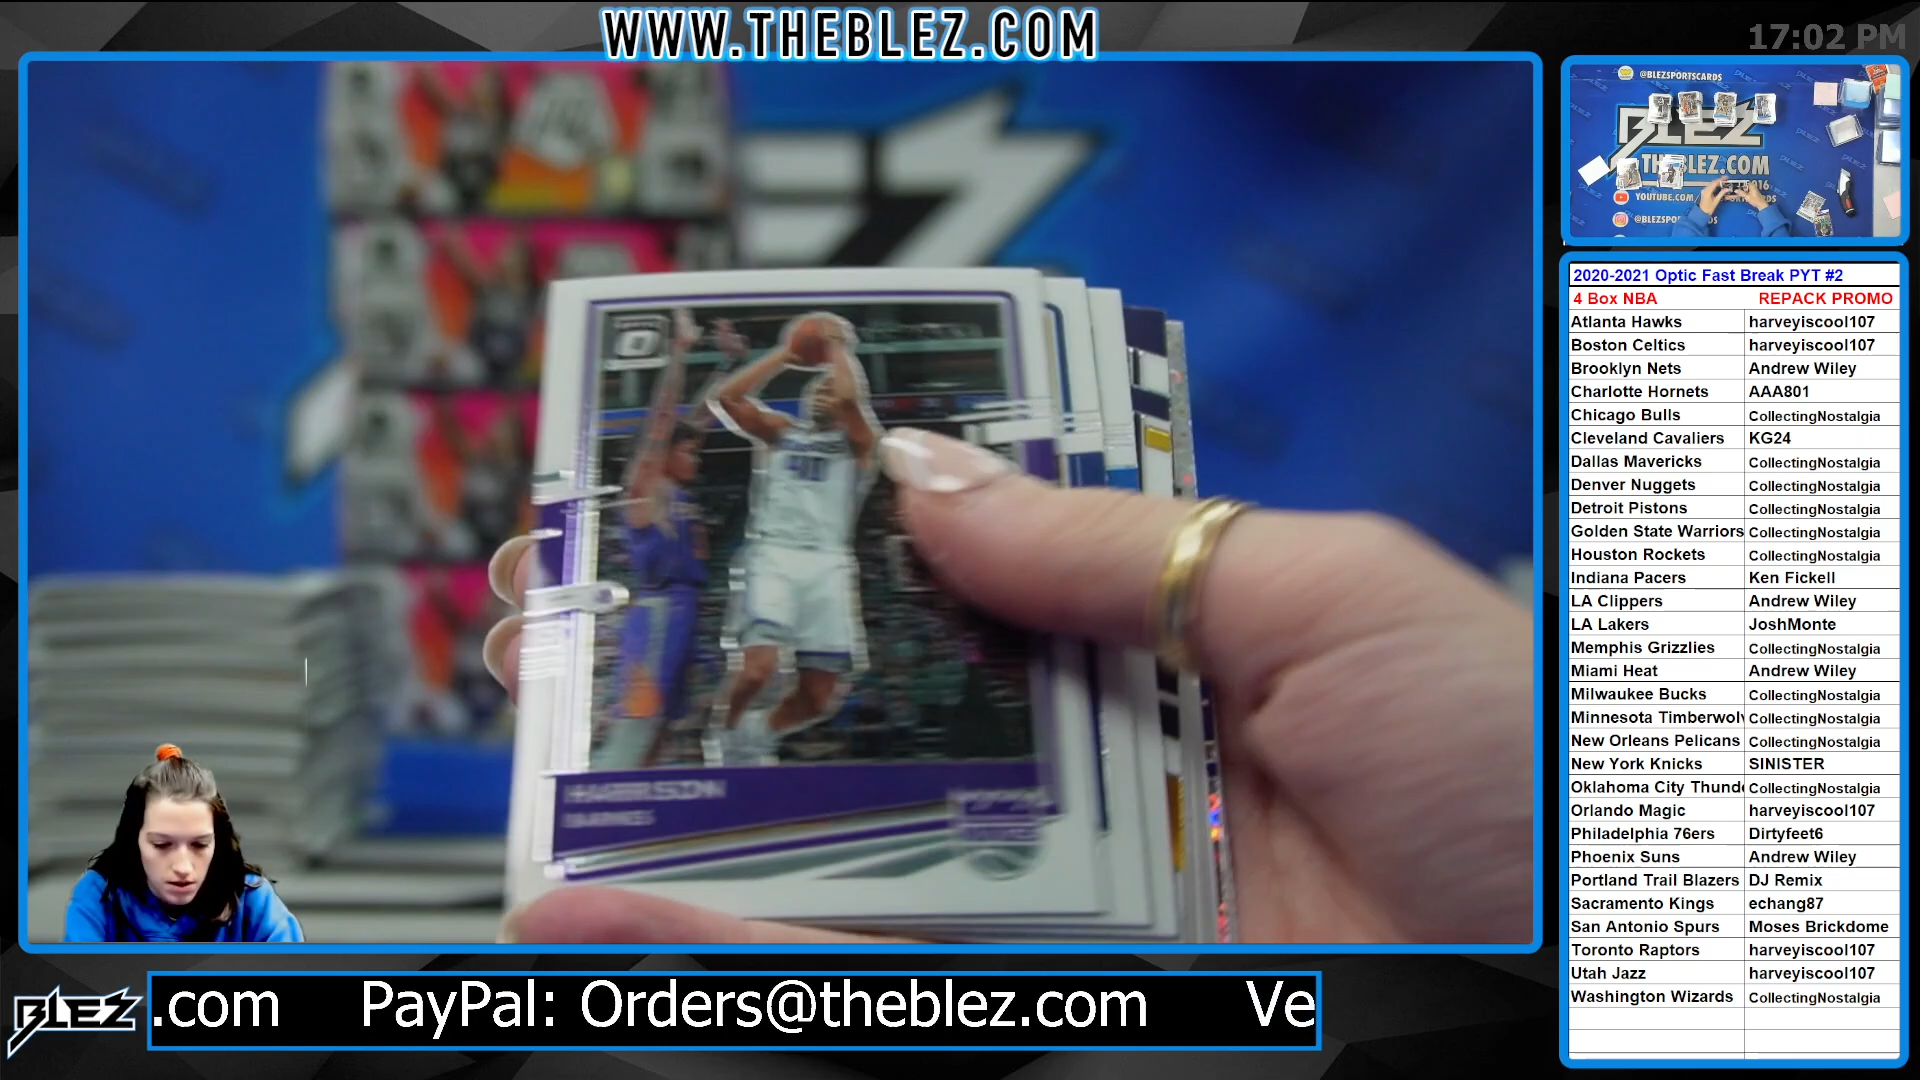 WWW.THEBLEZ.COM
17:02 PM
@BLEZSPORTSCARDS
BLEZ
THEBLEZ.COM
YOUTUBE.COM
HARRISON
BARNES
40
2020-2021 Optic Fast Break PYT #2
4 Box NBA REPACK PROMO
Atlanta Hawks harveyiscool107
Boston Celtics harveyiscool107
Brooklyn Nets Andrew Wiley
Charlotte Hornets AAA801
Chicago Bulls CollectingNostalgia
Cleveland Cavaliers KG24
Dallas Mavericks CollectingNostalgia
Denver Nuggets CollectingNostalgia
Detroit Pistons CollectingNostalgia
Golden State Warriors CollectingNostalgia
Houston Rockets CollectingNostalgia
Indiana Pacers Ken Fickell
LA Clippers Andrew Wiley
LA Lakers JoshMonte
Memphis Grizzlies CollectingNostalgia
Miami Heat Andrew Wiley
Milwaukee Bucks CollectingNostalgia
Minnesota Timberwolv CollectingNostalgia
New Orleans Pelicans CollectingNostalgia
New York Knicks SINISTER
Oklahoma City Thunde CollectingNostalgia
Orlando Magic harveyiscool107
Philadelphia 76ers Dirtyfeet6
Phoenix Suns Andrew Wiley
Portland Trail Blazers DJ Remix
Sacramento Kings echang87
San Antonio Spurs Moses Brickdome
Toronto Raptors harveyiscool107
Utah Jazz harveyiscool107
Washington Wizards CollectingNostalgia
BLEZ
.com PayPal: Orders@theblez.com Ve